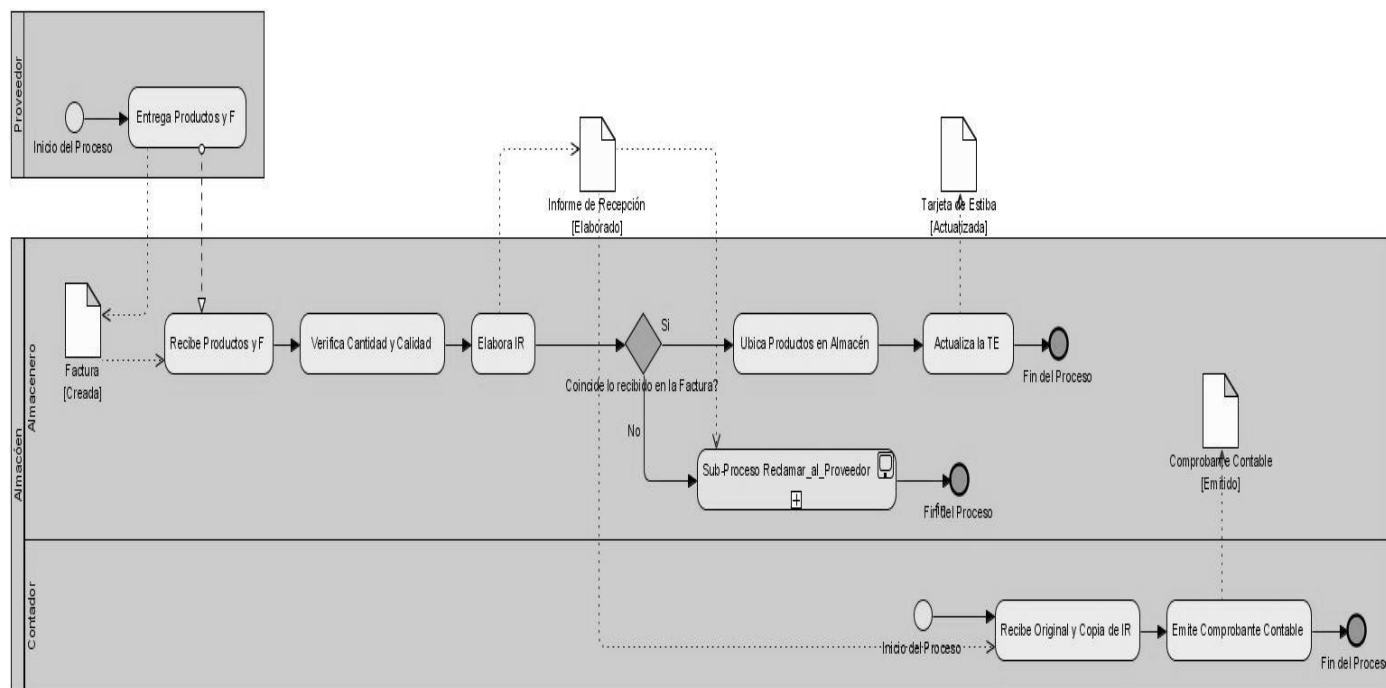 Proveedor
Inicio del Proceso
Entrega Productos y F
Informe de Recepción
[Elaborado]
Tarjeta de Estiba
[Actualizada]
Almacóen
Almacenero
Factura
[Creada]
Recibe Productos y F
Verifica Cantidad y Calidad
Elabora IR
Coincide lo recibido en la Factura?
Si
No
Ubica Productos en Almacén
Actualiza la TE
Fin del Proceso
Sub-Proceso Reclamar_al_Proveedor
Fin del Proceso
Comprobante Contable
[Emitido]
Contador
Inicio del Proceso
Recibe Original y Copia de IR
Emite Comprobante Contable
Fin del Proceso